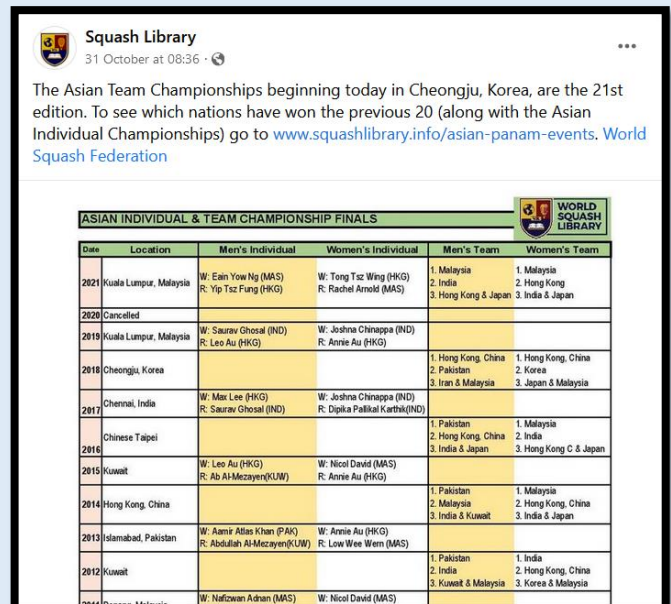 Squash Library
31 October at 08:36 ·
The Asian Team Championships beginning today in Cheongju, Korea, are the 21st
edition. To see which nations have won the previous 20 (along with the Asian
Individual Championships) go to www.squashlibrary.info/asian-panam-events. World
Squash Federation
WORLD
SQUASH
LIBRARY
ASIAN INDIVIDUAL & TEAM CHAMPIONSHIP FINALS
Date Location Men's Individual Women's Individual Men's Team Women's Team
W: Eain Yow Ng (MAS) W: Tong Tsz Wing (HKG) 1. Malaysia 1. Malaysia
2021 Kuala Lumpur, Malaysia R: Yip Tsz Fung (HKG) R: Rachel Arnold (MAS) 2. India 2. Hong Kong
3. Hong Kong & Japan 3. India & Japan
2020 Cancelled
W: Saurav Ghosal (IND) W: Joshna Chinappa (IND)
2019 Kuala Lumpur, Malaysia R: Leo Au (HKG) R: Annie Au (HKG)
1. Hong Kong, China 1. Hong Kong, China
2018 Cheongju, Korea 2. Pakistan 2. Korea
3. Iran & Malaysia 3. Japan & Malaysia
W: Max Lee (HKG) W: Joshna Chinappa (IND)
2017 Chennai, India R: Saurav Ghosal (IND) R: Dipika Pallikal Karthik(IND)
1. Pakistan 1. Malaysia
Chinese Taipei 2. Hong Kong, China 2. India
2016 3. India & Japan 3. Hong Kong C & Japan
W: Leo Au (HKG) W: Nicol David (MAS)
2015 Kuwait R: Ab Al-Mezayen(KUW) R: Annie Au (HKG)
1. Pakistan 1. Malaysia
2014 Hong Kong, China 2. Malaysia 2. Hong Kong, China
3. India & Kuwait 3. India & Japan
W: Aamir Atlas Khan (PAK) W: Annie Au (HKG)
2013 Islamabad, Pakistan R: Abdullah Al-Mezayen(KUW) R: Low Wee Wern (MAS)
1. Pakistan 1. India
2012 Kuwait 2. India 2. Hong Kong, China
3. Kuwait & Malaysia 3. Korea & Malaysia
W: Nafizwan Adnan (MAS) W: Nicol David (MAS)